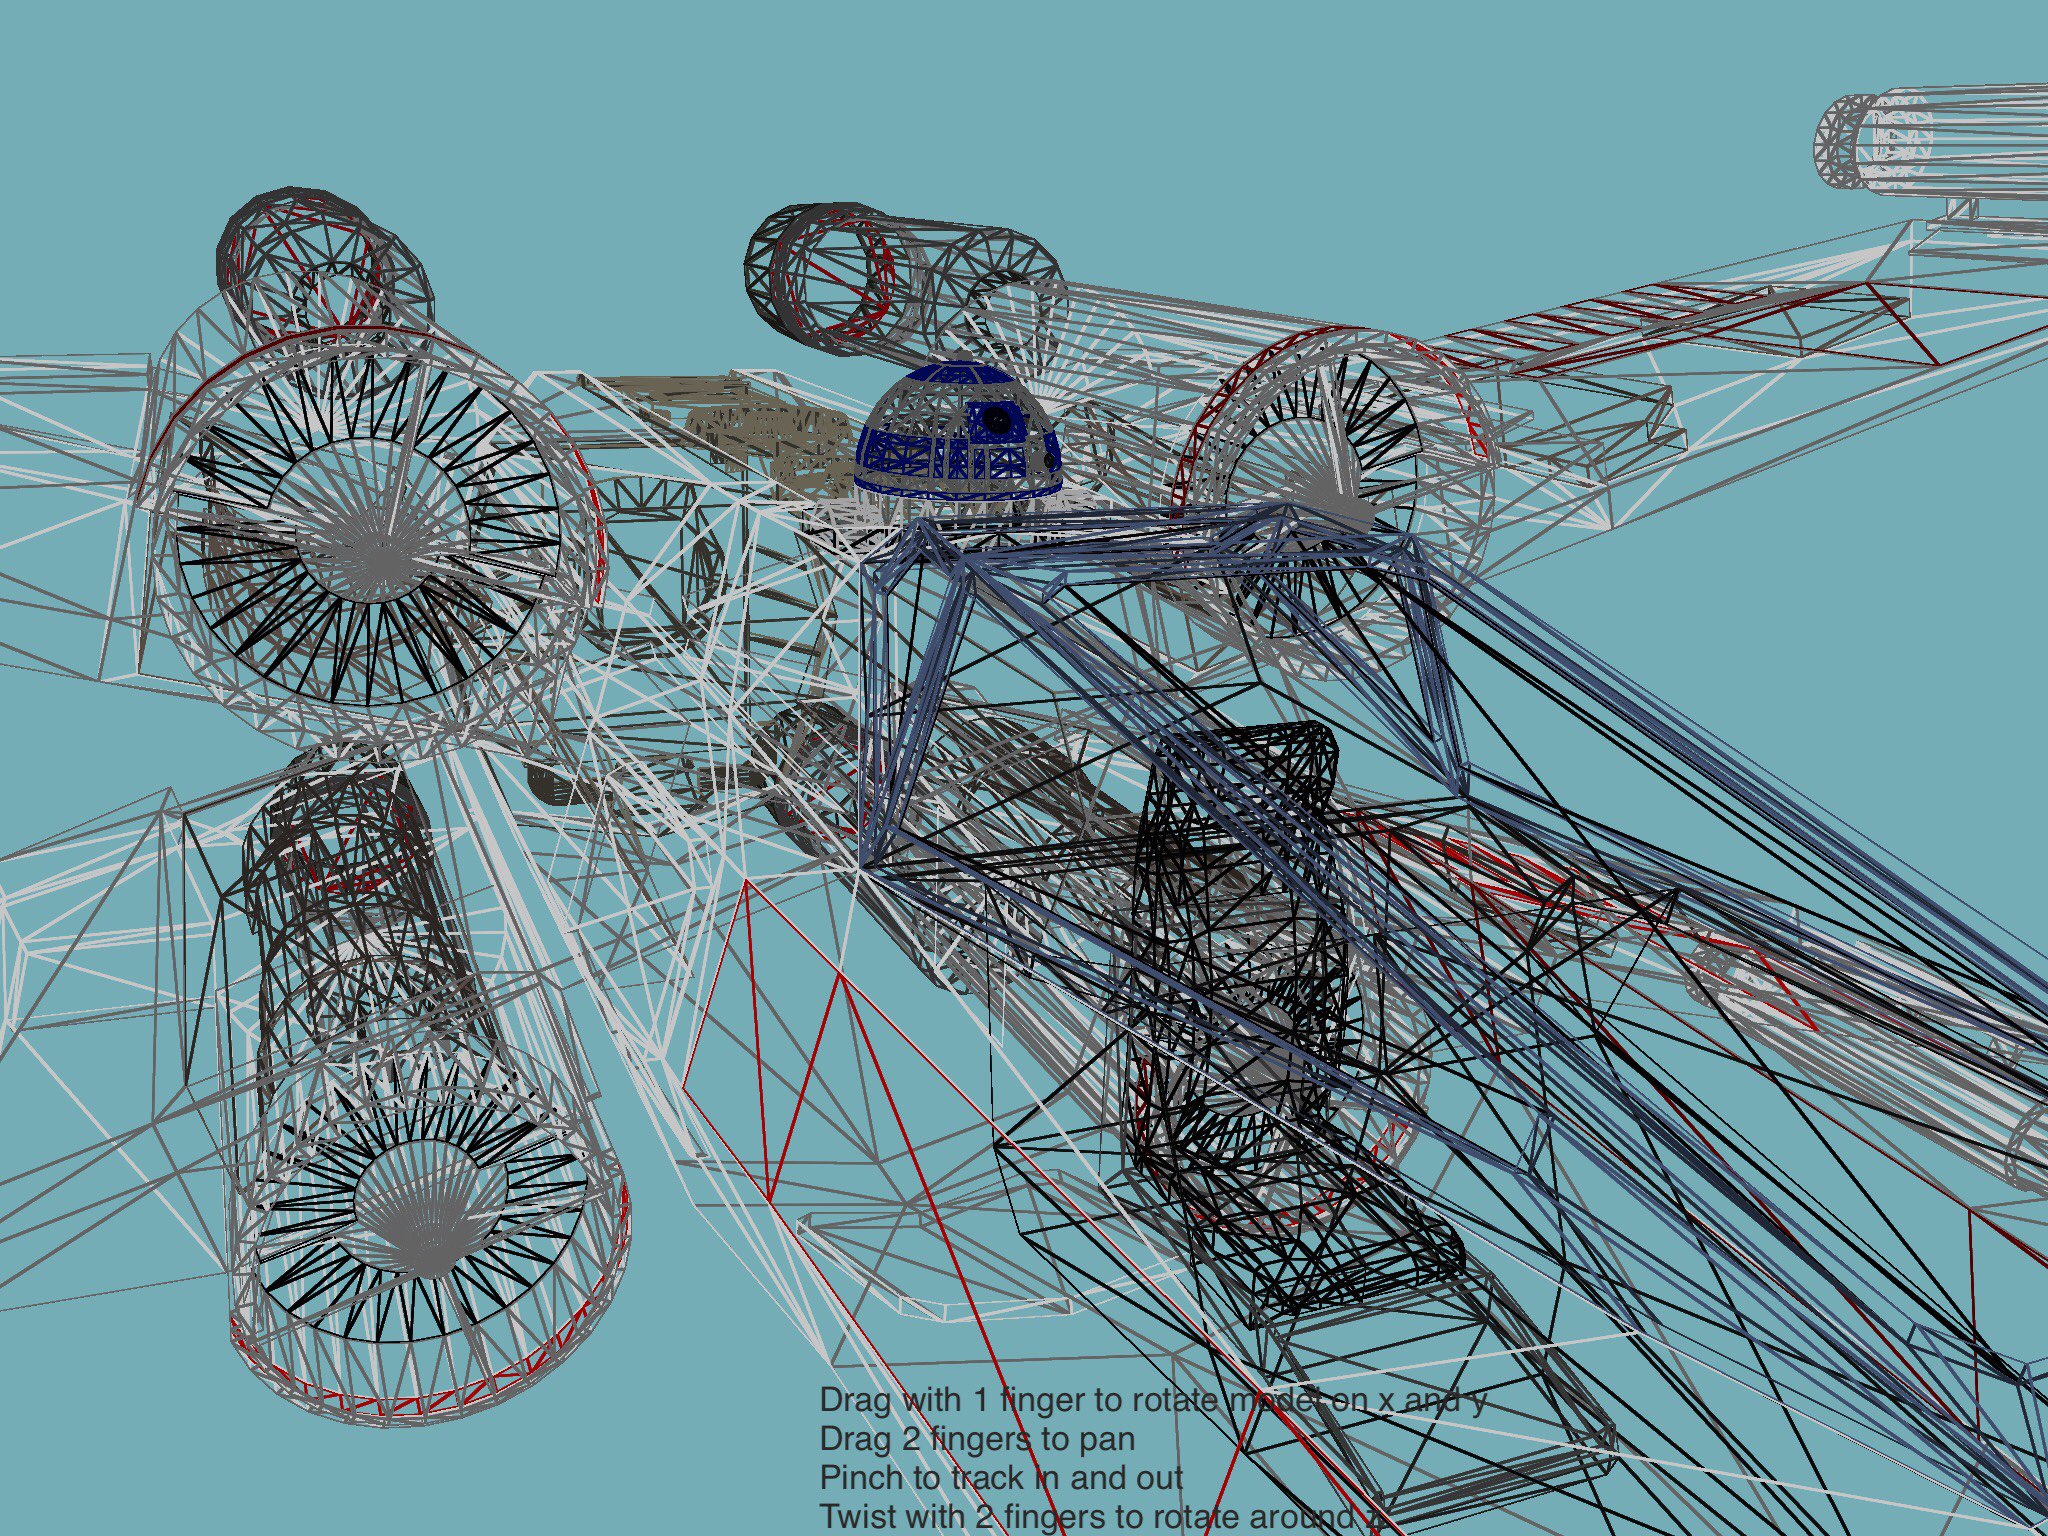 Drag with 1 finger to rotate model on x and y
Drag 2 fingers to pan
Pinch to track in and out
Twist with 2 fingers to rotate around z